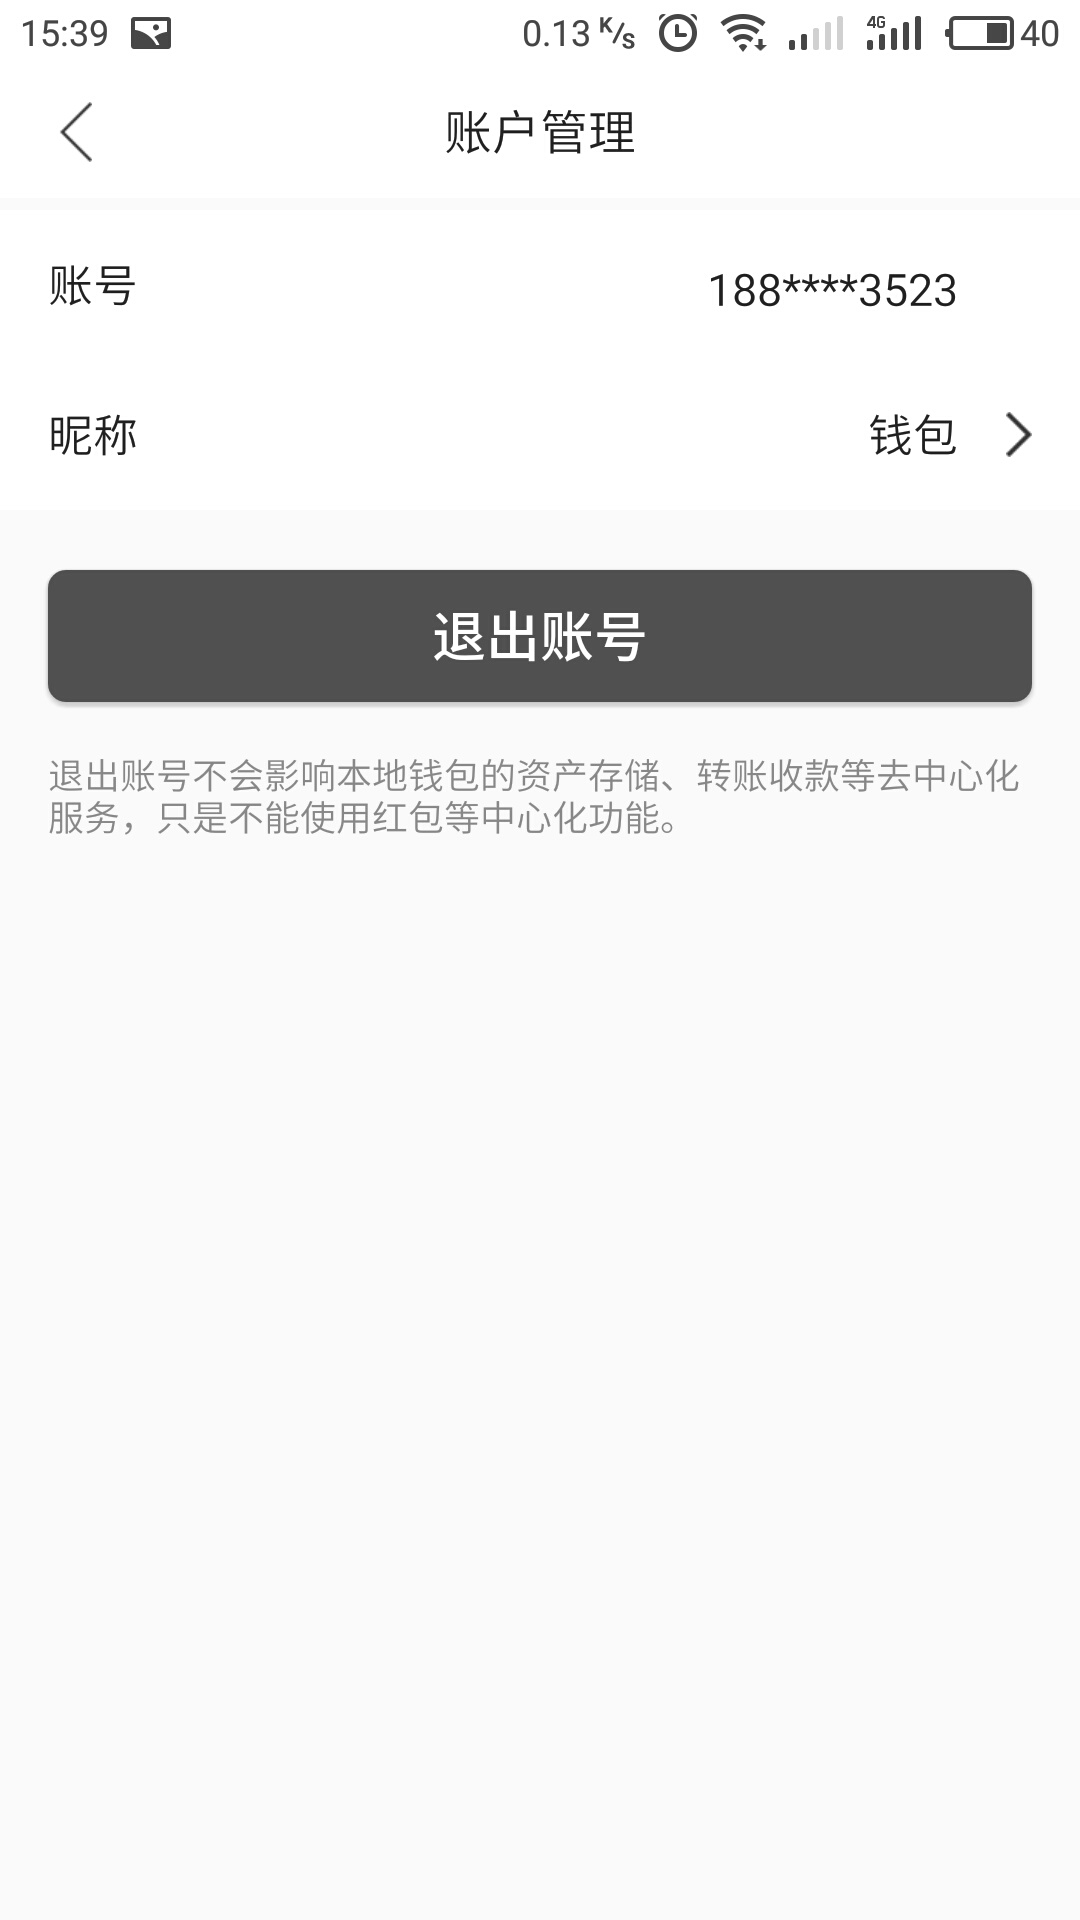 15:39 0.13 K/s 4G 40
账户管理
账号 188****3523
昵称 钱包
退出账号
退出账号不会影响本地钱包的资产存储、转账收款等去中心化
服务，只是不能使用红包等中心化功能。